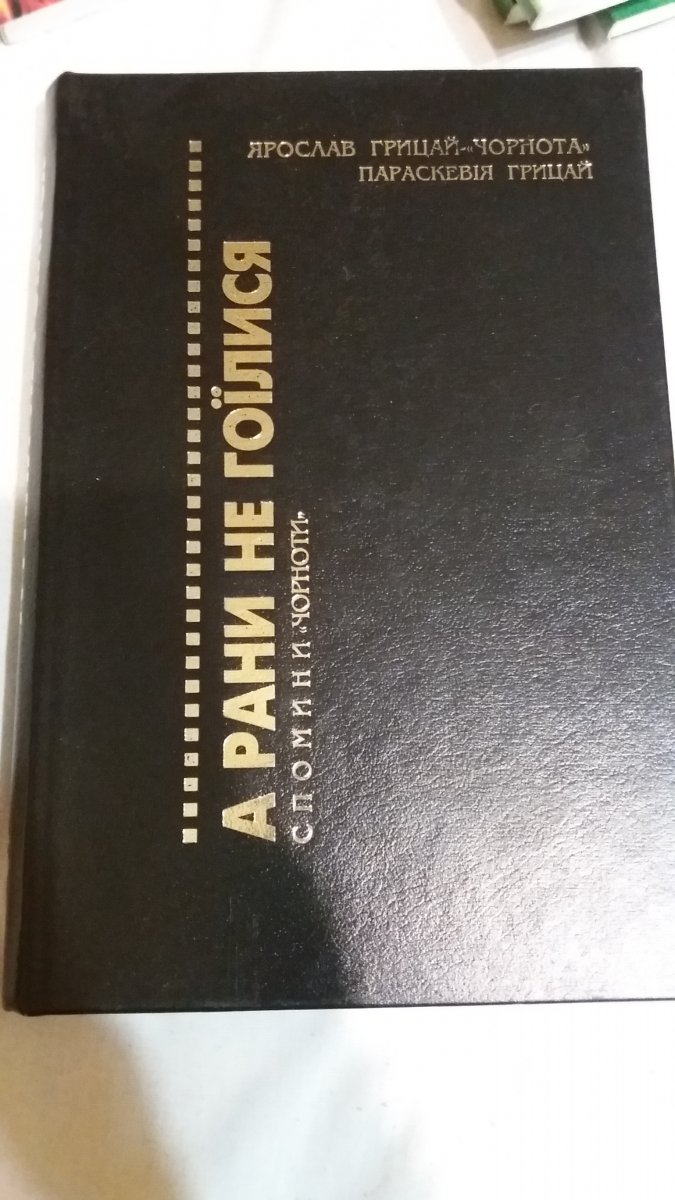 ЯРОСЛАВ ГРИЦАЙ-«ЧОРНОТА»
ПАРАСКЕВІЯ ГРИЦАЙ
А РАНИ НЕ ГОЇЛИСЯ
СПОМИНИ «ЧОРНОТИ»